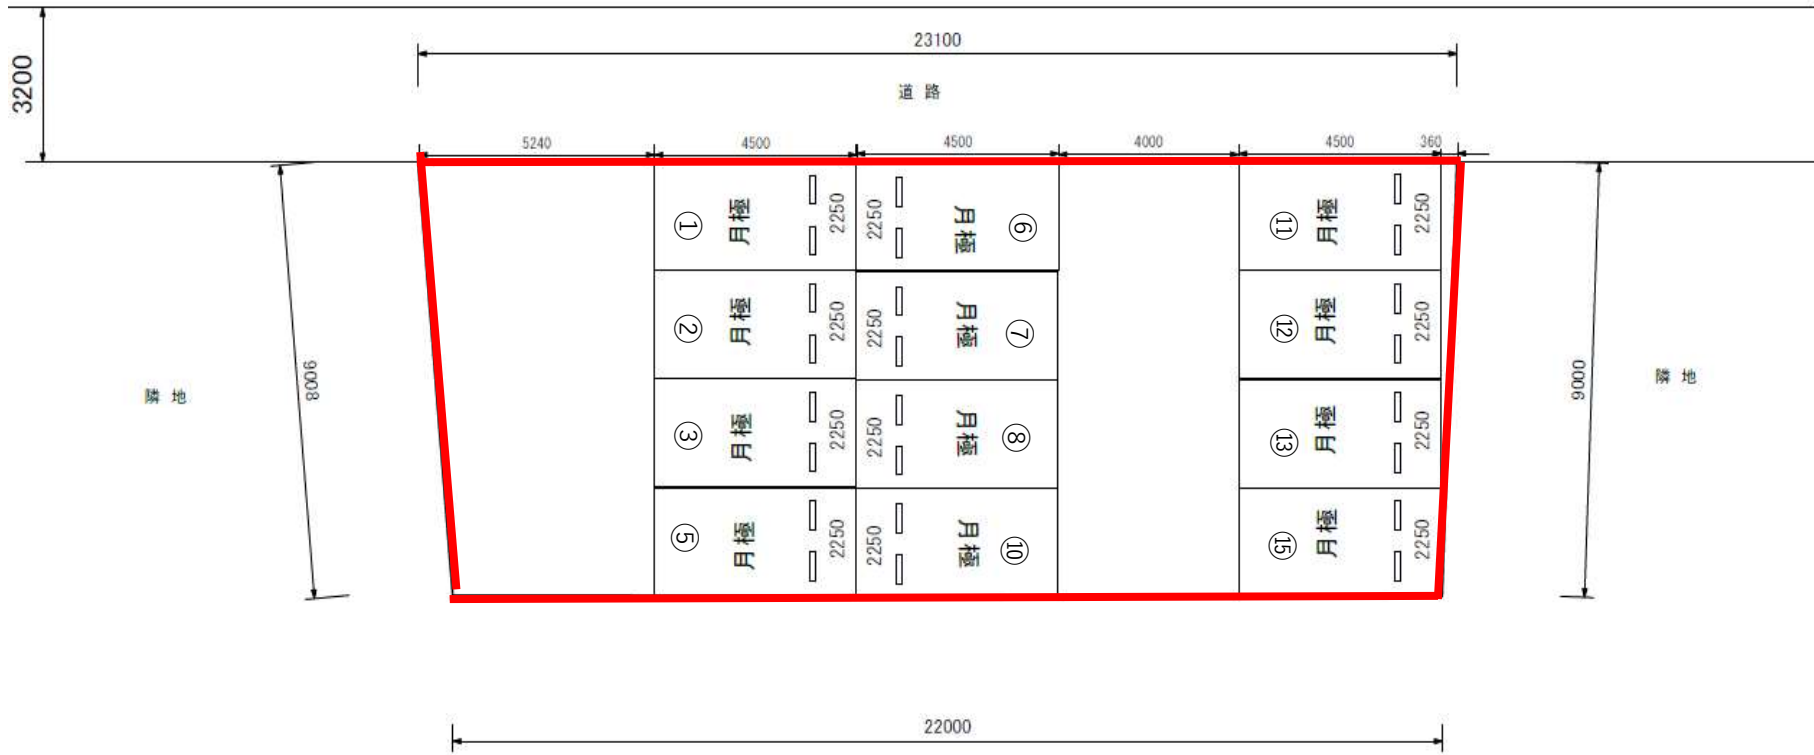 23100
3200
道 路
5240
4500
4500
4000
4500
360
① 月極 2250
2250 月極 ⑥
⑪ 月極 2250
② 月極 2250
2250 月極 ⑦
⑫ 月極 2250
③ 月極 2250
2250 月極 ⑧
⑬ 月極 2250
⑤ 月極 2250
2250 月極 ⑩
⑮ 月極 2250
隣 地
9008
9000
隣 地
22000